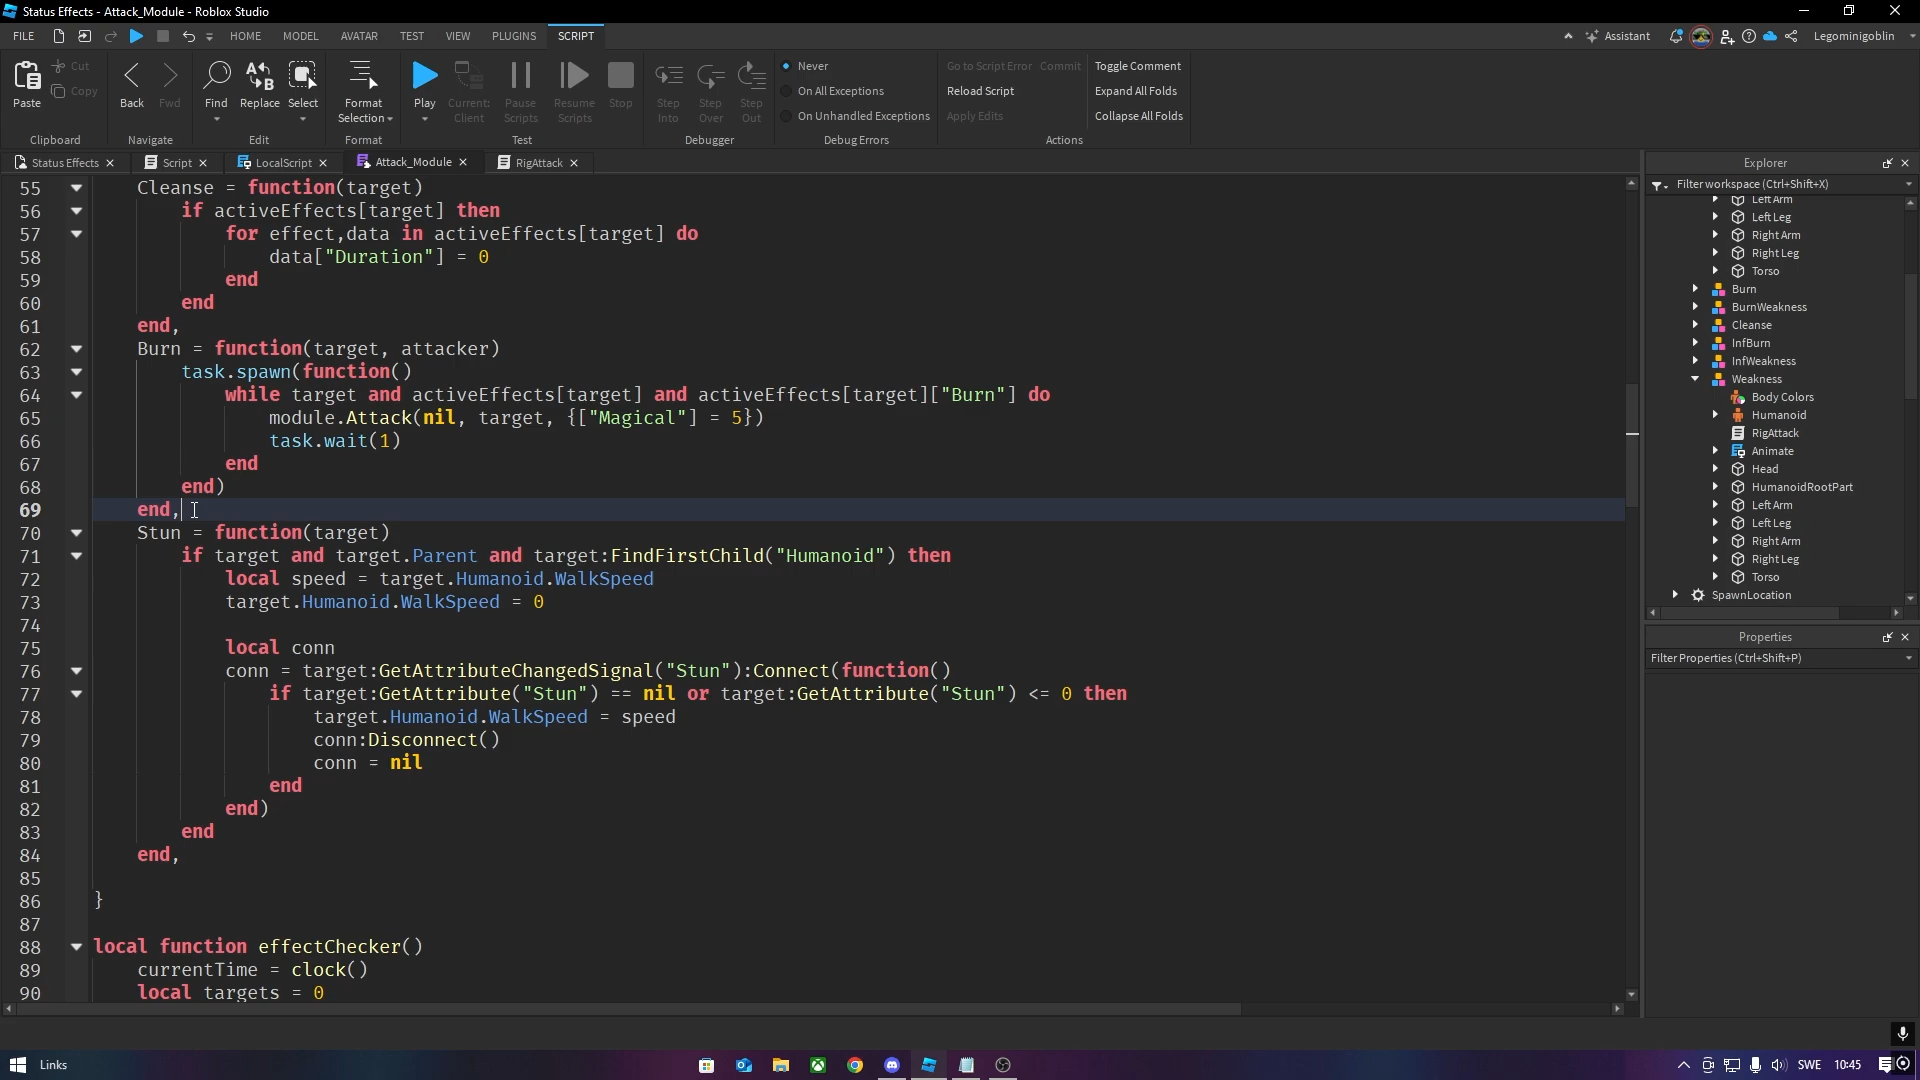 Status Effects - Attack_Module - Roblox Studio
FILE HOME MODEL AVATAR TEST VIEW PLUGINS SCRIPT Assistant Legominigoblin
Paste Cut Copy Back Fwd Find Replace Select Format Selection Play Current: Client Pause Scripts Resume Scripts Stop Step Into Step Over Step Out
Never Go to Script Error Commit Toggle Comment
On All Exceptions Reload Script Expand All Folds
On Unhandled Exceptions Apply Edits Collapse All Folds
Clipboard Navigate Edit Format Test Debugger Debug Errors Actions
Status Effects Script LocalScript Attack_Module RigAttack
55 Cleanse = function(target)
56 if activeEffects[target] then
57 for effect,data in activeEffects[target] do
58 data["Duration"] = 0
59 end
60 end
61 end,
62 Burn = function(target, attacker)
63 task.spawn(function()
64 while target and activeEffects[target] and activeEffects[target]["Burn"] do
65 module.Attack(nil, target, {["Magical"] = 5})
66 task.wait(1)
67 end
68 end)
69 end,
70 Stun = function(target)
71 if target and target.Parent and target:FindFirstChild("Humanoid") then
72 local speed = target.Humanoid.WalkSpeed
73 target.Humanoid.WalkSpeed = 0
74
75 local conn
76 conn = target:GetAttributeChangedSignal("Stun"):Connect(function()
77 if target:GetAttribute("Stun") == nil or target:GetAttribute("Stun") <= 0 then
78 target.Humanoid.WalkSpeed = speed
79 conn:Disconnect()
80 conn = nil
81 end
82 end)
83 end
84 end,
85
86 }
87
88 local function effectChecker()
89 currentTime = clock()
90 local targets = 0
Explorer
Filter workspace (Ctrl+Shift+X)
Left Arm
Left Leg
Right Arm
Right Leg
Torso
Burn
BurnWeakness
Cleanse
InfBurn
InfWeakness
Weakness
Body Colors
Humanoid
RigAttack
Animate
Head
HumanoidRootPart
Left Arm
Left Leg
Right Arm
Right Leg
Torso
SpawnLocation
Properties
Filter Properties (Ctrl+Shift+P)
Links SWE 10:45